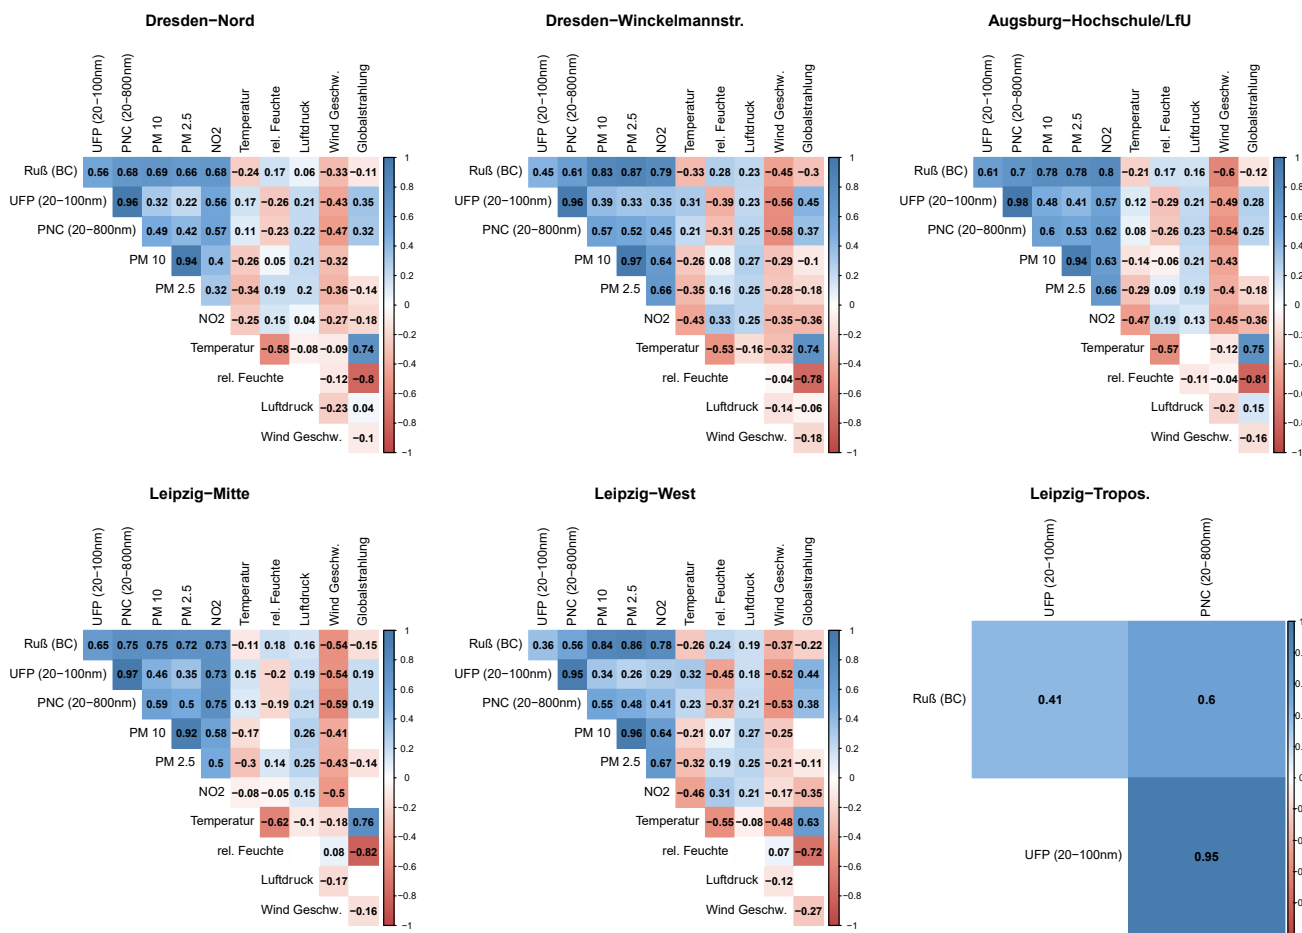 Dresden−Nord
UFP (20−100nm)
PNC (20−800nm)
PM 10
PM 2.5
NO2
Temperatur
rel. Feuchte
Luftdruck
Wind Geschw.
Globalstrahlung
Ruß (BC) 0.56 0.68 0.69 0.66 0.68 −0.24 0.17 0.06 −0.33 −0.11
UFP (20−100nm) 0.96 0.32 0.22 0.56 0.17 −0.26 0.21 −0.43 0.35
PNC (20−800nm) 0.49 0.42 0.57 0.11 −0.23 0.22 −0.47 0.32
PM 10 0.94 0.4 −0.26 0.05 0.21 −0.32
PM 2.5 0.32 −0.34 0.19 0.2 −0.36 −0.14
NO2 −0.25 0.15 0.04 −0.27 −0.18
Temperatur −0.58 −0.08 −0.09 0.74
rel. Feuchte −0.12 −0.8
Luftdruck −0.23 0.04
Wind Geschw. −0.1
1
0.8
0.6
0.4
0.2
0
−0.2
−0.4
−0.6
−0.8
−1
Dresden−Winckelmannstr.
UFP (20−100nm)
PNC (20−800nm)
PM 10
PM 2.5
NO2
Temperatur
rel. Feuchte
Luftdruck
Wind Geschw.
Globalstrahlung
Ruß (BC) 0.45 0.61 0.83 0.87 0.79 −0.33 0.28 0.23 −0.45 −0.3
UFP (20−100nm) 0.96 0.39 0.33 0.35 0.31 −0.39 0.23 −0.56 0.45
PNC (20−800nm) 0.57 0.52 0.45 0.21 −0.31 0.25 −0.58 0.37
PM 10 0.97 0.64 −0.26 0.08 0.27 −0.29 −0.1
PM 2.5 0.66 −0.35 0.16 0.25 −0.28 −0.18
NO2 −0.43 0.33 0.25 −0.35 −0.36
Temperatur −0.53 −0.16 −0.32 0.74
rel. Feuchte −0.04 −0.78
Luftdruck −0.14 −0.06
Wind Geschw. −0.18
1
0.8
0.6
0.4
0.2
0
−0.2
−0.4
−0.6
−0.8
−1
Augsburg−Hochschule/LfU
UFP (20−100nm)
PNC (20−800nm)
PM 10
PM 2.5
NO2
Temperatur
rel. Feuchte
Luftdruck
Wind Geschw.
Globalstrahlung
Ruß (BC) 0.61 0.7 0.78 0.78 0.8 −0.21 0.17 0.16 −0.6 −0.12
UFP (20−100nm) 0.98 0.48 0.41 0.57 0.12 −0.29 0.21 −0.49 0.28
PNC (20−800nm) 0.6 0.53 0.62 0.08 −0.26 0.23 −0.54 0.25
PM 10 0.94 0.63 −0.14 −0.06 0.21 −0.43
PM 2.5 0.66 −0.29 0.09 0.19 −0.4 −0.18
NO2 −0.47 0.19 0.13 −0.45 −0.36
Temperatur −0.57 −0.12 0.75
rel. Feuchte −0.11 −0.04 −0.81
Luftdruck −0.2 0.15
Wind Geschw. −0.16
1
0.8
0.6
0.4
0.2
0
−0.2
−0.4
−0.6
−1
Leipzig−Mitte
UFP (20−100nm)
PNC (20−800nm)
PM 10
PM 2.5
NO2
Temperatur
rel. Feuchte
Luftdruck
Wind Geschw.
Globalstrahlung
Ruß (BC) 0.65 0.75 0.75 0.72 0.73 −0.11 0.18 0.16 −0.54 −0.15
UFP (20−100nm) 0.97 0.46 0.35 0.73 0.15 −0.2 0.19 −0.54 0.19
PNC (20−800nm) 0.59 0.5 0.75 0.13 −0.19 0.21 −0.59 0.19
PM 10 0.92 0.58 −0.17 0.26 −0.41
PM 2.5 0.5 −0.3 0.14 0.25 −0.43 −0.14
NO2 −0.08 −0.05 0.15 −0.5
Temperatur −0.62 −0.1 −0.18 0.76
rel. Feuchte 0.08 −0.82
Luftdruck −0.17
Wind Geschw. −0.16
1
0.8
0.6
0.4
0.2
0
−0.2
−0.4
−0.6
−0.8
−1
Leipzig−West
UFP (20−100nm)
PNC (20−800nm)
PM 10
PM 2.5
NO2
Temperatur
rel. Feuchte
Luftdruck
Wind Geschw.
Globalstrahlung
Ruß (BC) 0.36 0.56 0.84 0.86 0.78 −0.26 0.24 0.19 −0.37 −0.22
UFP (20−100nm) 0.95 0.34 0.26 0.29 0.32 −0.45 0.18 −0.52 0.44
PNC (20−800nm) 0.55 0.48 0.41 0.23 −0.37 0.21 −0.53 0.38
PM 10 0.96 0.64 −0.21 0.07 0.27 −0.25
PM 2.5 0.67 −0.32 0.19 0.25 −0.21 −0.11
NO2 −0.46 0.31 0.21 −0.17 −0.35
Temperatur −0.55 −0.08 −0.48 0.63
rel. Feuchte 0.07 −0.72
Luftdruck −0.12
Wind Geschw. −0.27
1
0.8
0.6
0.4
0.2
0
−0.2
−0.4
−0.6
−0.8
−1
Leipzig−Tropos.
UFP (20−100nm)
PNC (20−800nm)
Ruß (BC) 0.41 0.6
UFP (20−100nm) 0.95